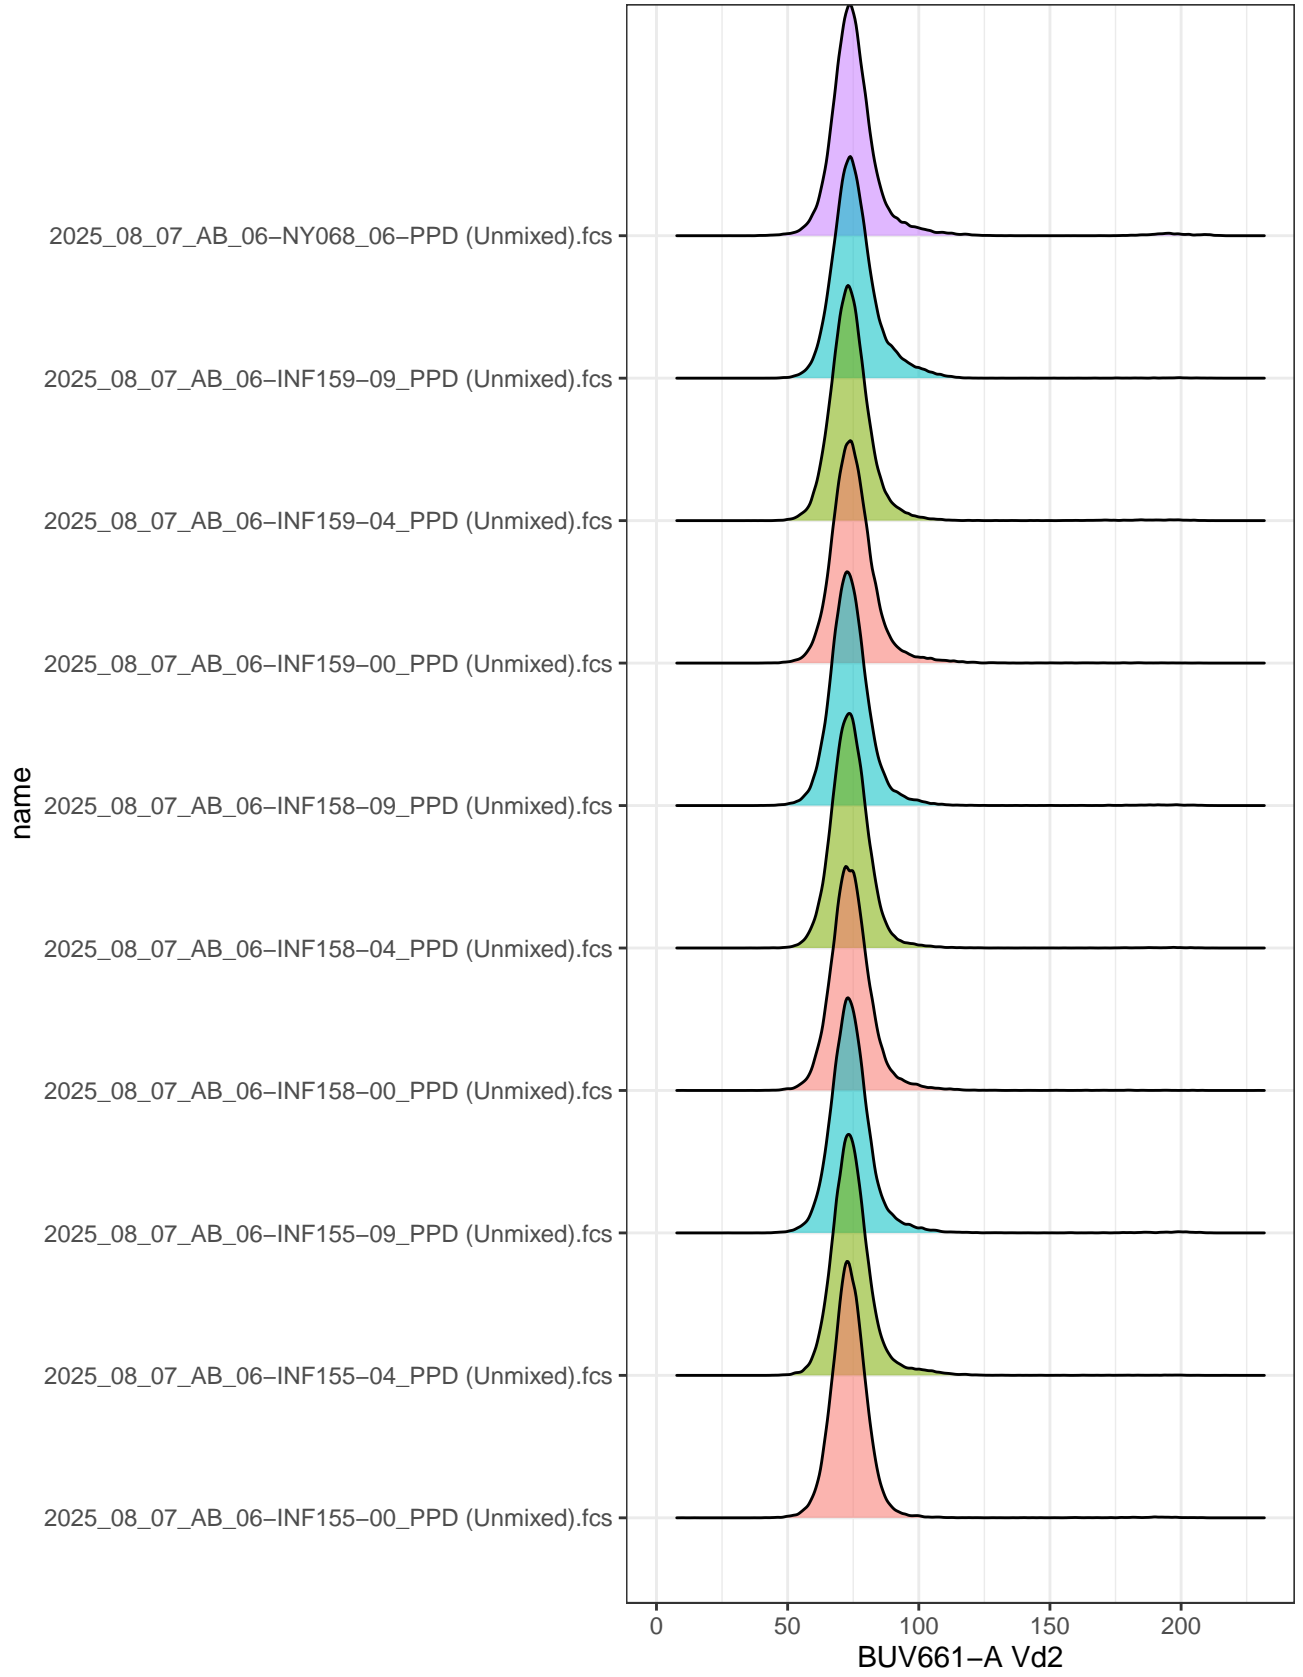 2025_08_07_AB_06−NY068_06−PPD (Unmixed).fcs
2025_08_07_AB_06−INF159−09_PPD (Unmixed).fcs
2025_08_07_AB_06−INF159−04_PPD (Unmixed).fcs
2025_08_07_AB_06−INF159−00_PPD (Unmixed).fcs
name
2025_08_07_AB_06−INF158−09_PPD (Unmixed).fcs
2025_08_07_AB_06−INF158−04_PPD (Unmixed).fcs
2025_08_07_AB_06−INF158−00_PPD (Unmixed).fcs
2025_08_07_AB_06−INF155−09_PPD (Unmixed).fcs
2025_08_07_AB_06−INF155−04_PPD (Unmixed).fcs
2025_08_07_AB_06−INF155−00_PPD (Unmixed).fcs
0 50 100 150 200
BUV661−A Vd2